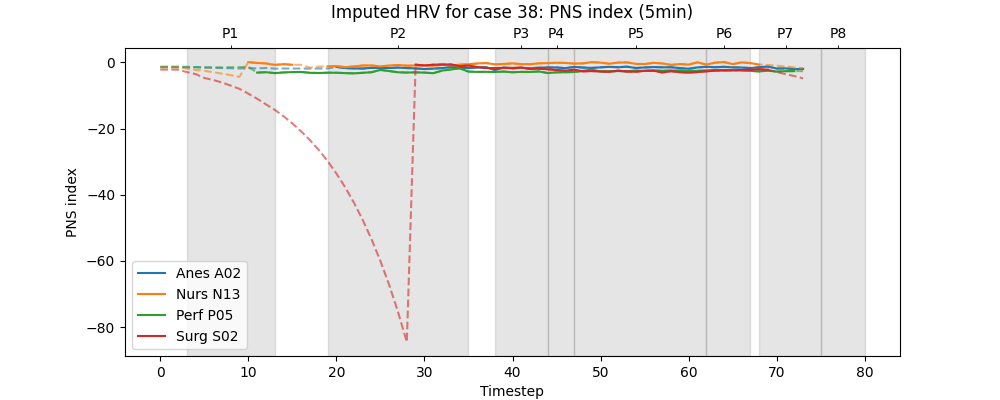 Imputed HRV for case 38: PNS index (5min)
P1 P2 P3 P4 P5 P6 P7 P8
0
−20
−40
−60
−80
PNS index
Anes A02
Nurs N13
Perf P05
Surg S02
0 10 20 30 40 50 60 70 80
Timestep